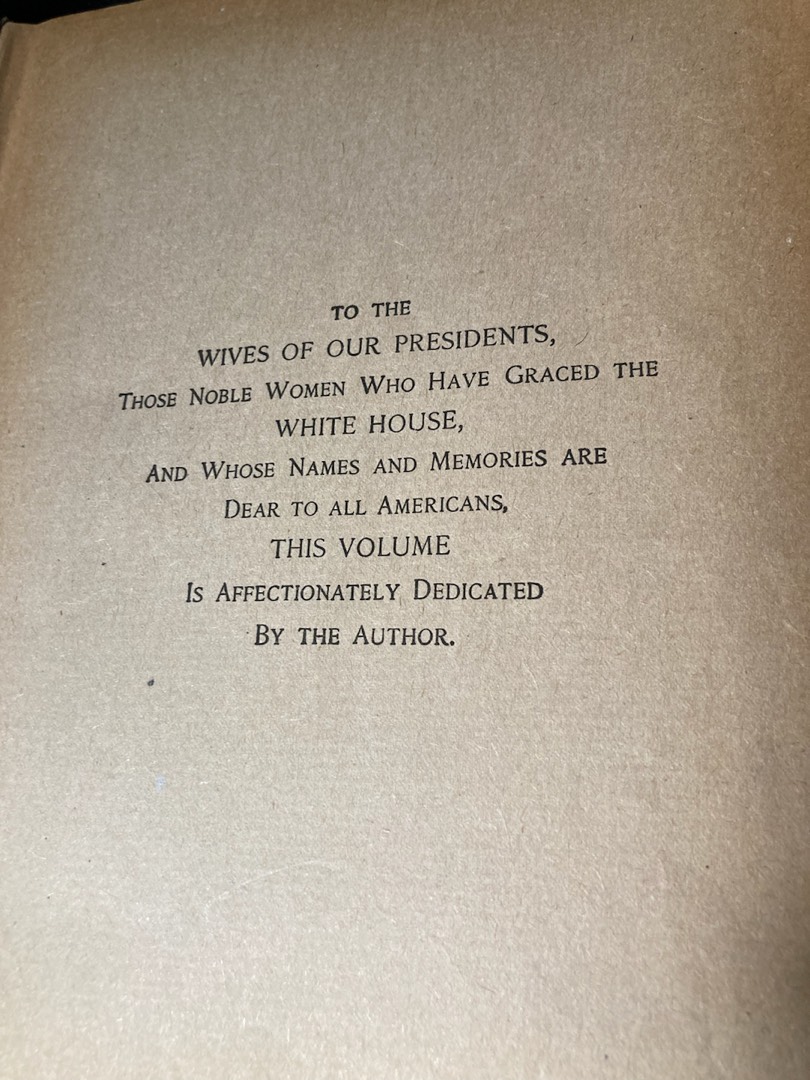 TO THE
WIVES OF OUR PRESIDENTS,
THOSE NOBLE WOMEN WHO HAVE GRACED THE
WHITE HOUSE,
AND WHOSE NAMES AND MEMORIES ARE
DEAR TO ALL AMERICANS,
THIS VOLUME
IS AFFECTIONATELY DEDICATED
BY THE AUTHOR.